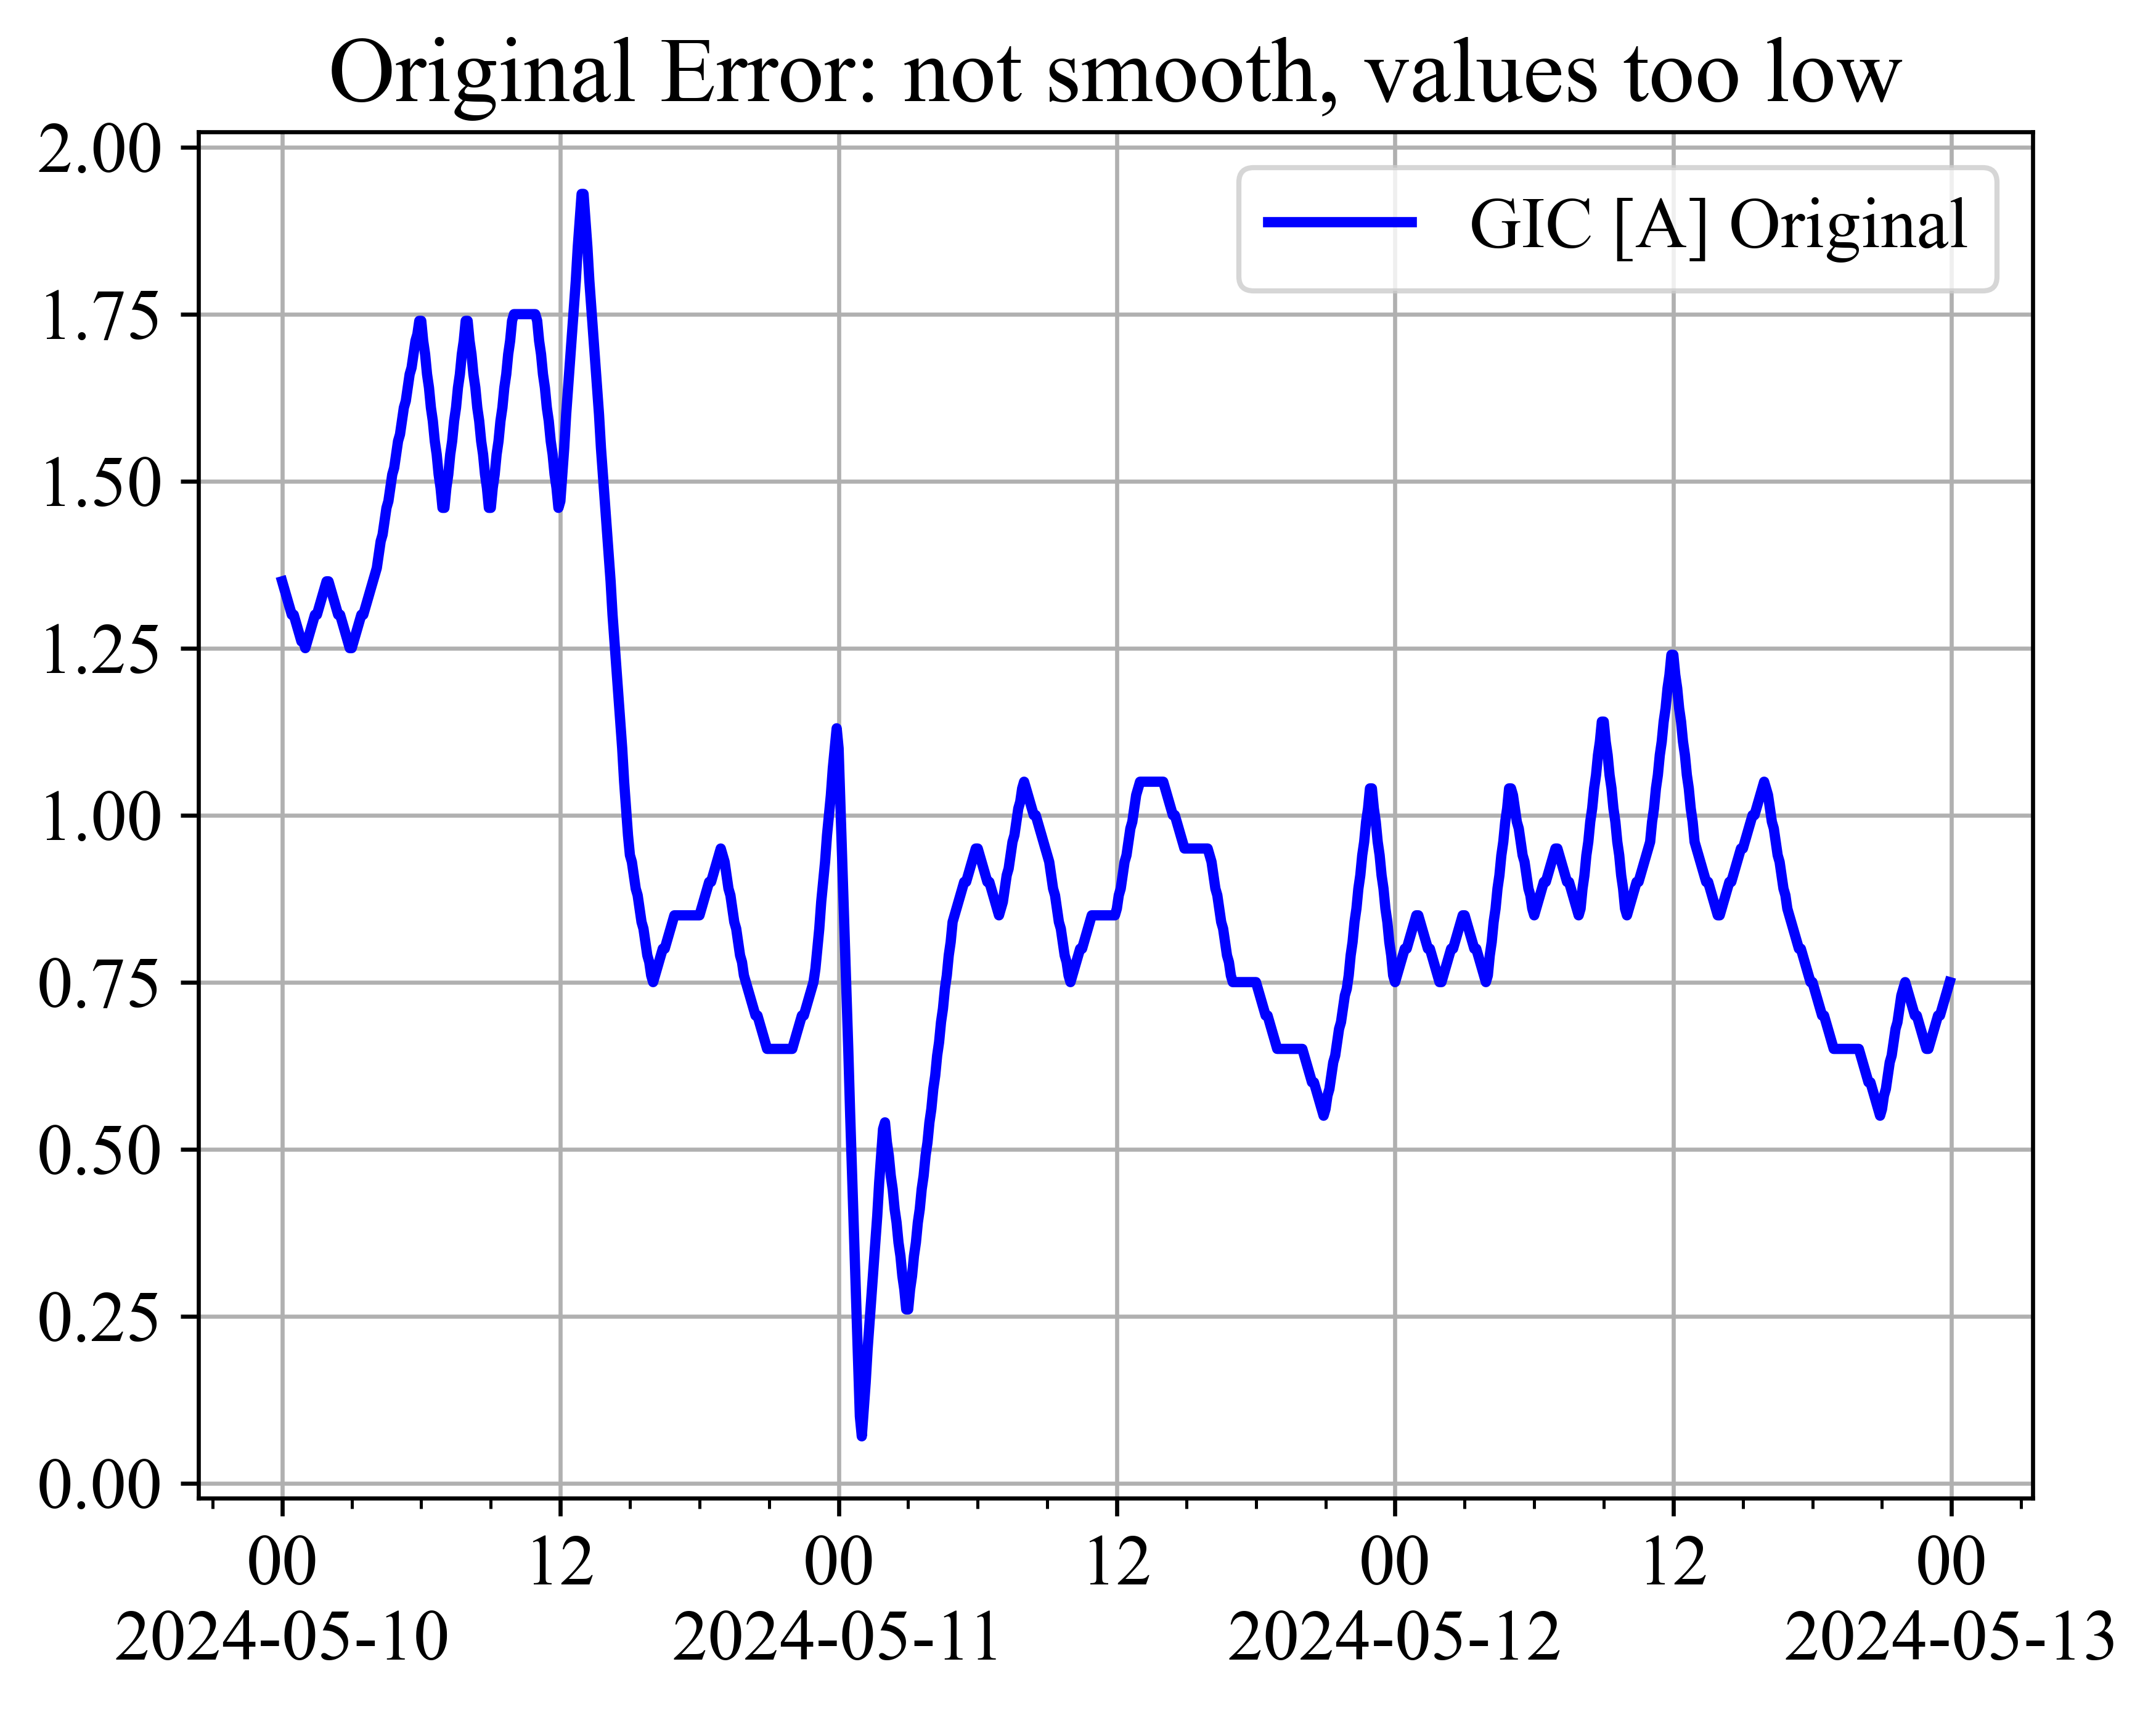 Original Error: not smooth, values too low
GIC [A] Original
2.00
1.75
1.50
1.25
1.00
0.75
0.50
0.25
0.00
00 12 00 12 00 12 00
2024-05-10 2024-05-11 2024-05-12 2024-05-13